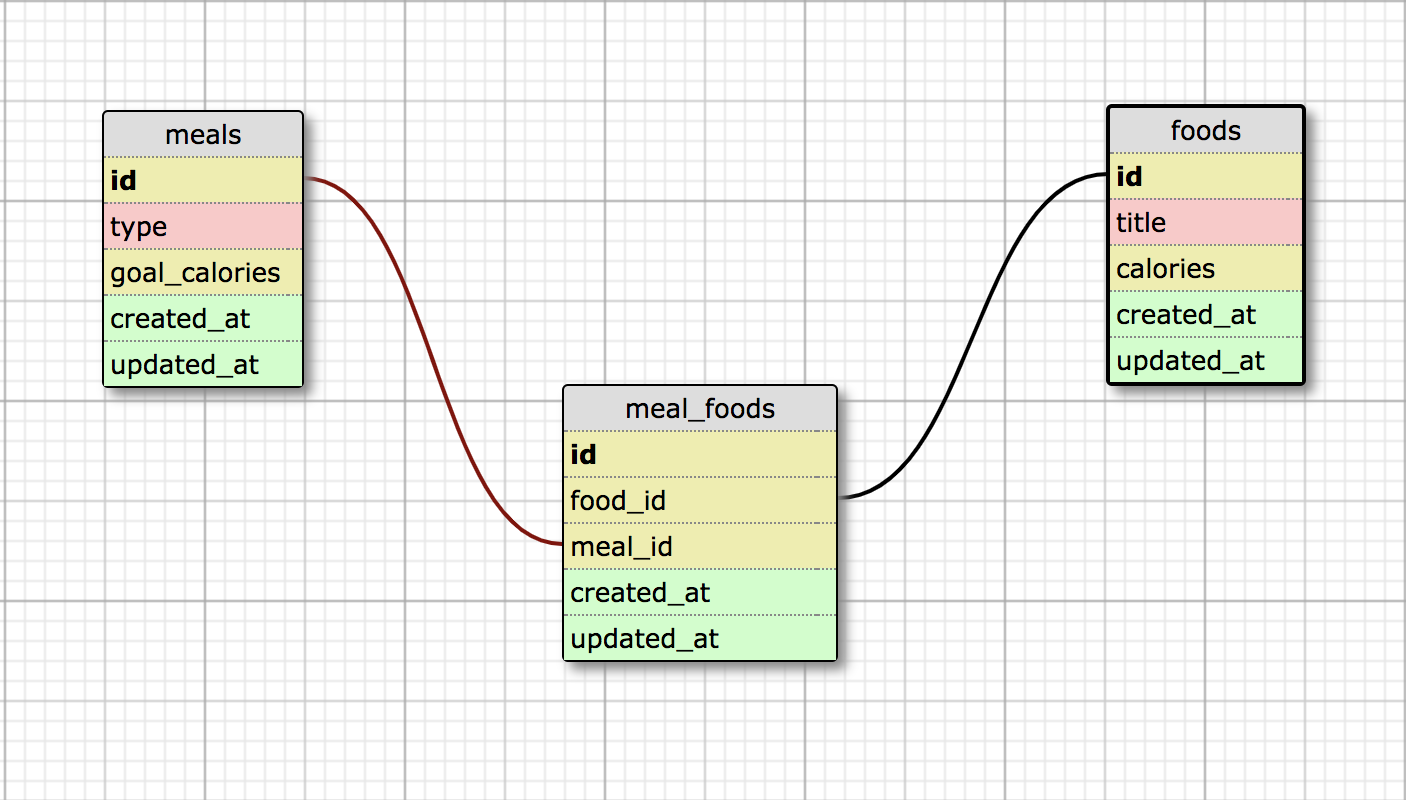 meals
id
type
goal_calories
created_at
updated_at
meal_foods
id
food_id
meal_id
created_at
updated_at
foods
id
title
calories
created_at
updated_at